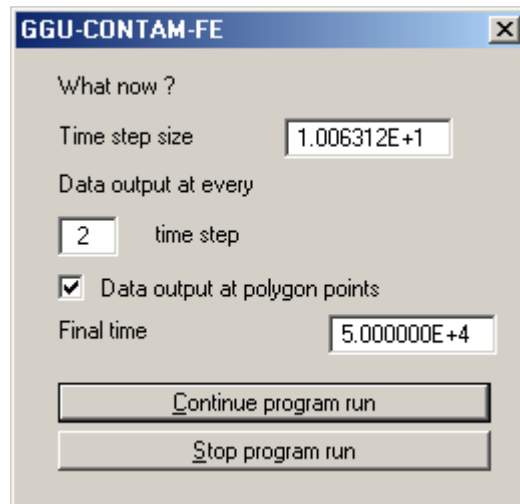 GGU-CONTAM-FE
What now ?
Time step size 1.006312E+1
Data output at every
2 time step
Data output at polygon points
Final time 5.000000E+4
Continue program run
Stop program run